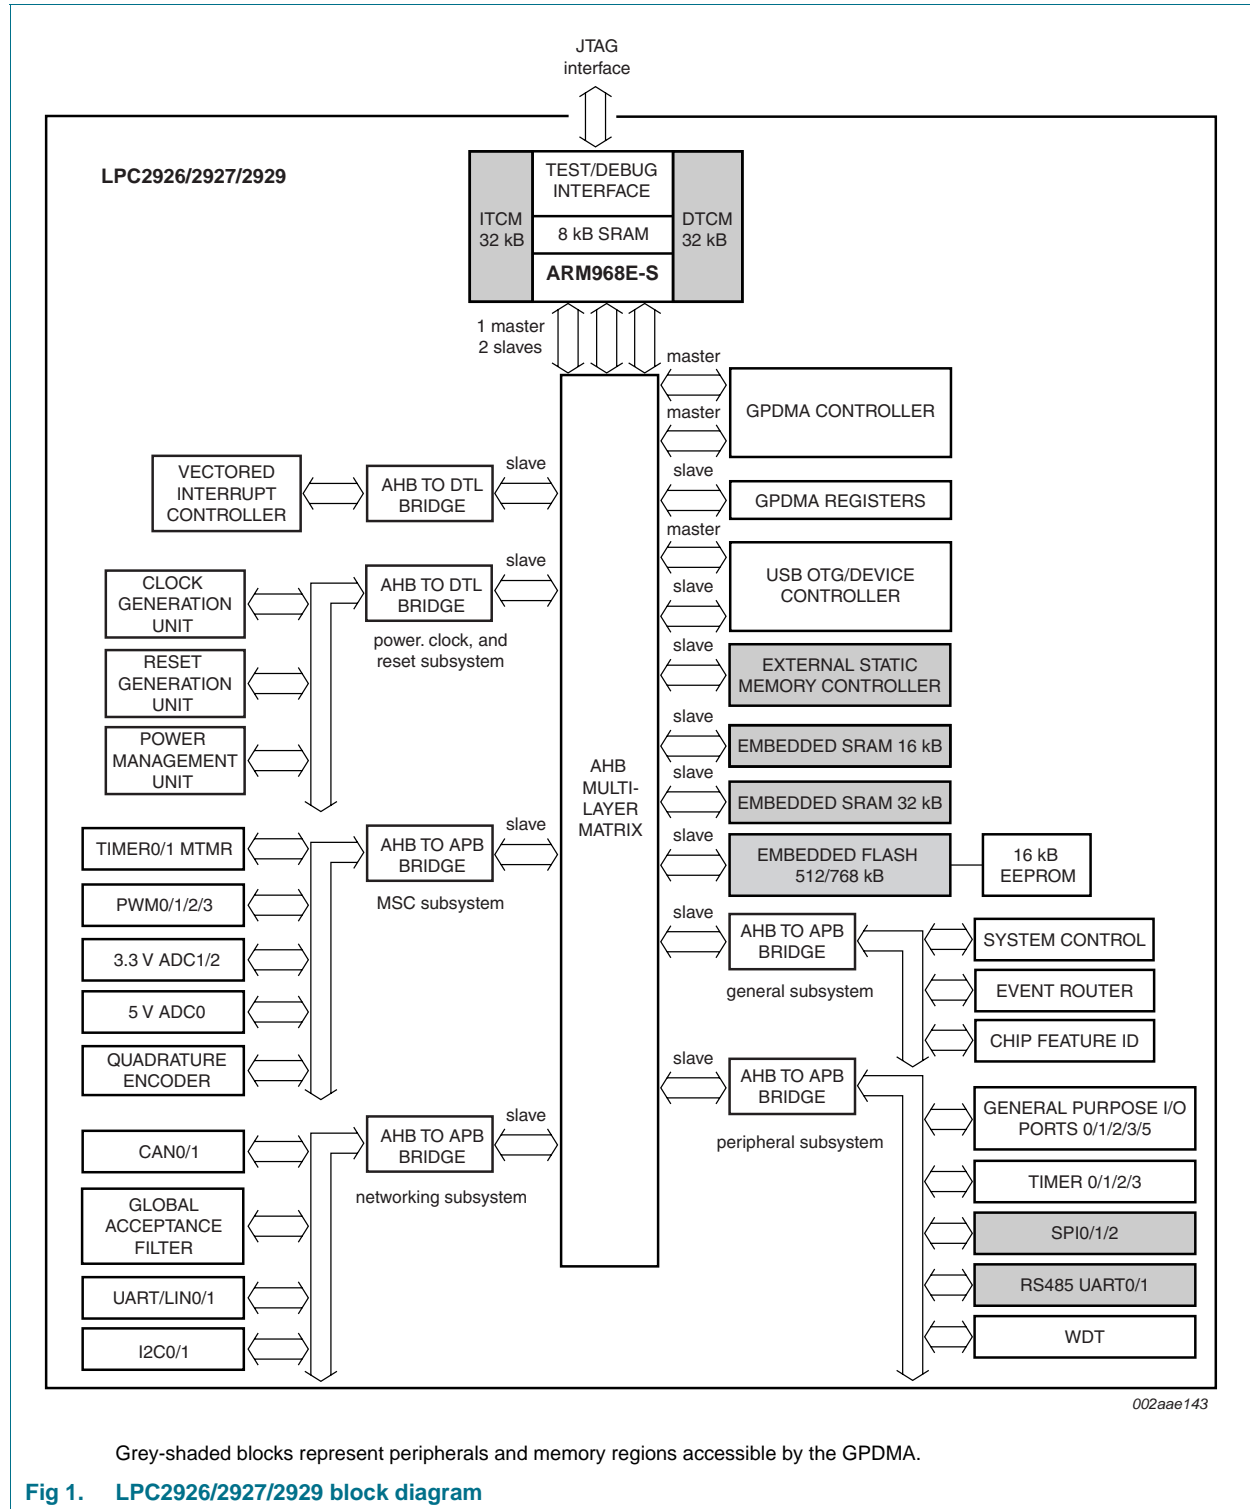 JTAG
interface
LPC2926/2927/2929
TEST/DEBUG
INTERFACE
ITCM
32 kB
8 kB SRAM
DTCM
32 kB
ARM968E-S
1 master
2 slaves
master
GPDMA CONTROLLER
master
slave
GPDMA REGISTERS
VECTORED
INTERRUPT
CONTROLLER
AHB TO DTL
BRIDGE
slave
master
USB OTG/DEVICE
CONTROLLER
slave
CLOCK
GENERATION
UNIT
AHB TO DTL
BRIDGE
slave
power. clock, and
reset subsystem
RESET
GENERATION
UNIT
POWER
MANAGEMENT
UNIT
slave
EXTERNAL STATIC
MEMORY CONTROLLER
slave
EMBEDDED SRAM 16 kB
AHB
MULTI-
LAYER
MATRIX
slave
EMBEDDED SRAM 32 kB
slave
EMBEDDED FLASH
512/768 kB
16 kB
EEPROM
TIMER0/1 MTMR
AHB TO APB
BRIDGE
slave
MSC subsystem
PWM0/1/2/3
3.3 V ADC1/2
5 V ADC0
QUADRATURE
ENCODER
slave
AHB TO APB
BRIDGE
general subsystem
SYSTEM CONTROL
EVENT ROUTER
CHIP FEATURE ID
slave
AHB TO APB
BRIDGE
peripheral subsystem
GENERAL PURPOSE I/O
PORTS 0/1/2/3/5
TIMER 0/1/2/3
SPI0/1/2
RS485 UART0/1
WDT
CAN0/1
AHB TO APB
BRIDGE
slave
networking subsystem
GLOBAL
ACCEPTANCE
FILTER
UART/LIN0/1
I2C0/1
002aae143
Grey-shaded blocks represent peripherals and memory regions accessible by the GPDMA.
Fig 1. LPC2926/2927/2929 block diagram